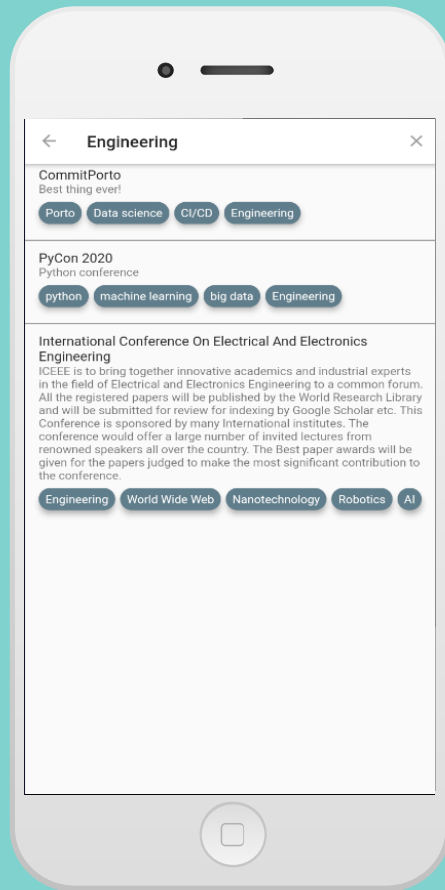 Engineering
CommitPorto
Best thing ever!
Porto Data science CI/CD Engineering
PyCon 2020
Python conference
python machine learning big data Engineering
International Conference On Electrical And Electronics
Engineering
ICEEE is to bring together innovative academics and industrial experts
in the field of Electrical and Electronics Engineering to a common forum.
All the registered papers will be published by the World Research Library
and will be submitted for review for indexing by Google Scholar etc. This
Conference is sponsored by many International institutes. The
conference would offer a large number of invited lectures from
renowned speakers all over the country. The Best paper awards will be
given for the papers judged to make the most significant contribution to
the conference.
Engineering World Wide Web Nanotechnology Robotics AI